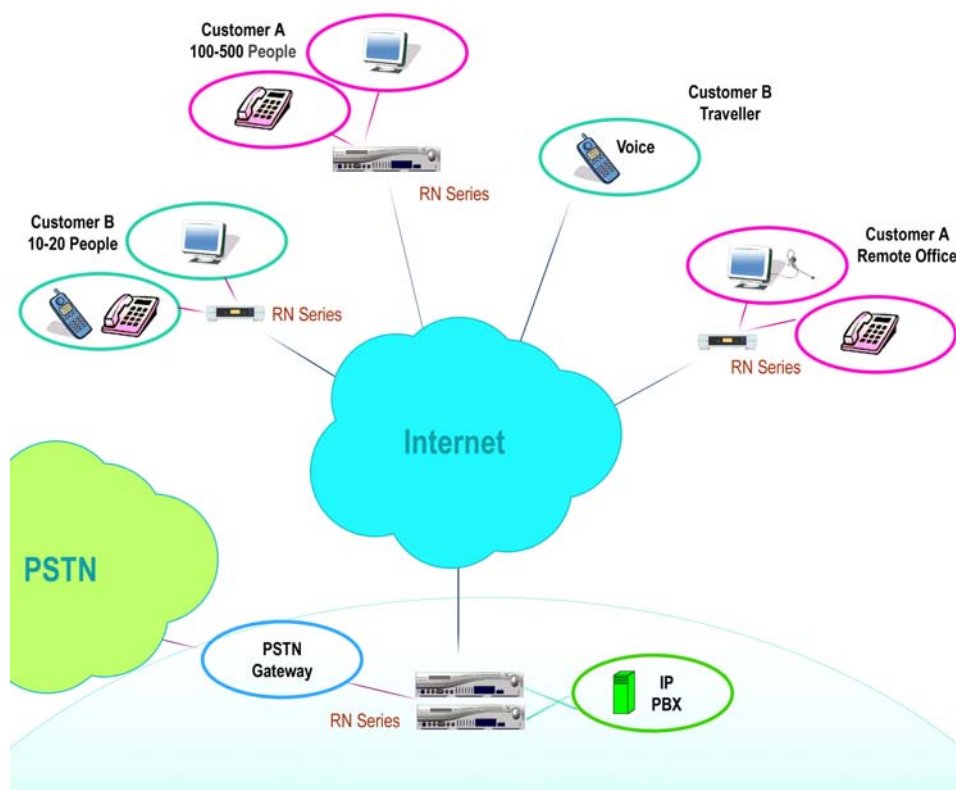 Customer A
100-500 People
Customer B
Traveller
Voice
RN Series
Customer B
10-20 People
Customer A
Remote Office
RN Series
RN Series
Internet
PSTN
PSTN
Gateway
IP
PBX
RN Series